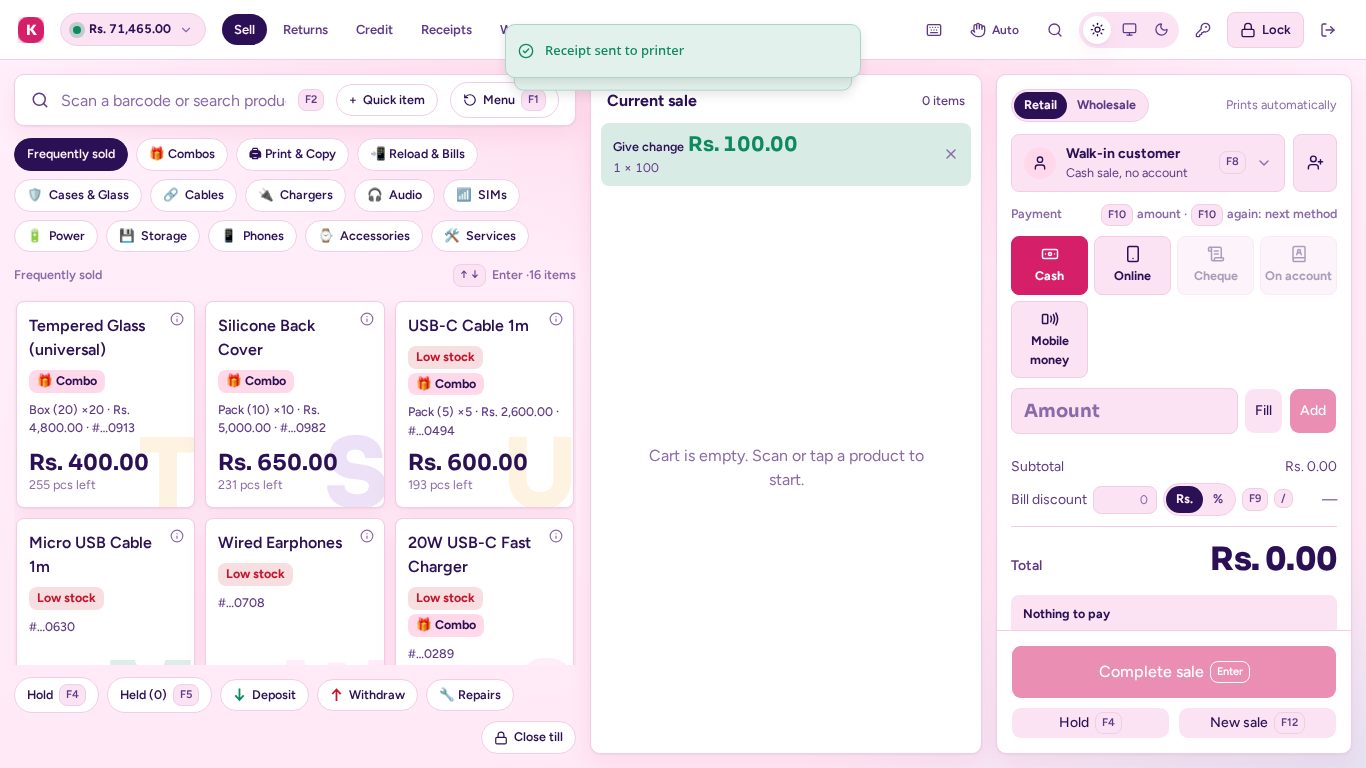 K
Rs. 71,465.00
Sell
Returns
Credit
Receipts
W
Auto
Lock
Receipt sent to printer
Scan a barcode or search produ
F2
+ Quick item
Menu
F1
Frequently sold
🎁 Combos
🖨 Print & Copy
📲 Reload & Bills
🛡️ Cases & Glass
🔗 Cables
🔌 Chargers
🎧 Audio
📶 SIMs
🔋 Power
💾 Storage
📱 Phones
⌚ Accessories
🛠️ Services
Frequently sold
↑ ↓ Enter ·16 items
Tempered Glass
(universal)
🎁 Combo
Box (20) ×20 · Rs.
4,800.00 · #…0913
Rs. 400.00
255 pcs left
T
Silicone Back
Cover
🎁 Combo
Pack (10) ×10 · Rs.
5,000.00 · #…0982
Rs. 650.00
231 pcs left
S
USB-C Cable 1m
Low stock
🎁 Combo
Pack (5) ×5 · Rs. 2,600.00 ·
#…0494
Rs. 600.00
193 pcs left
U
Micro USB Cable
1m
Low stock
#…0630
Wired Earphones
Low stock
#…0708
20W USB-C Fast
Charger
Low stock
🎁 Combo
#…0289
Hold F4
Held (0) F5
↓ Deposit
↑ Withdraw
🔧 Repairs
Close till
Current sale
0 items
Give change Rs. 100.00
1 × 100
Cart is empty. Scan or tap a product to
start.
Retail
Wholesale
Prints automatically
Walk-in customer
Cash sale, no account
F8
Payment
F10 amount · F10 again: next method
Cash
Online
Cheque
On account
Mobile
money
Amount
Fill
Add
Subtotal
Rs. 0.00
Bill discount
0
Rs.
%
F9
/
—
Total
Rs. 0.00
Nothing to pay
Complete sale Enter
Hold F4
New sale F12